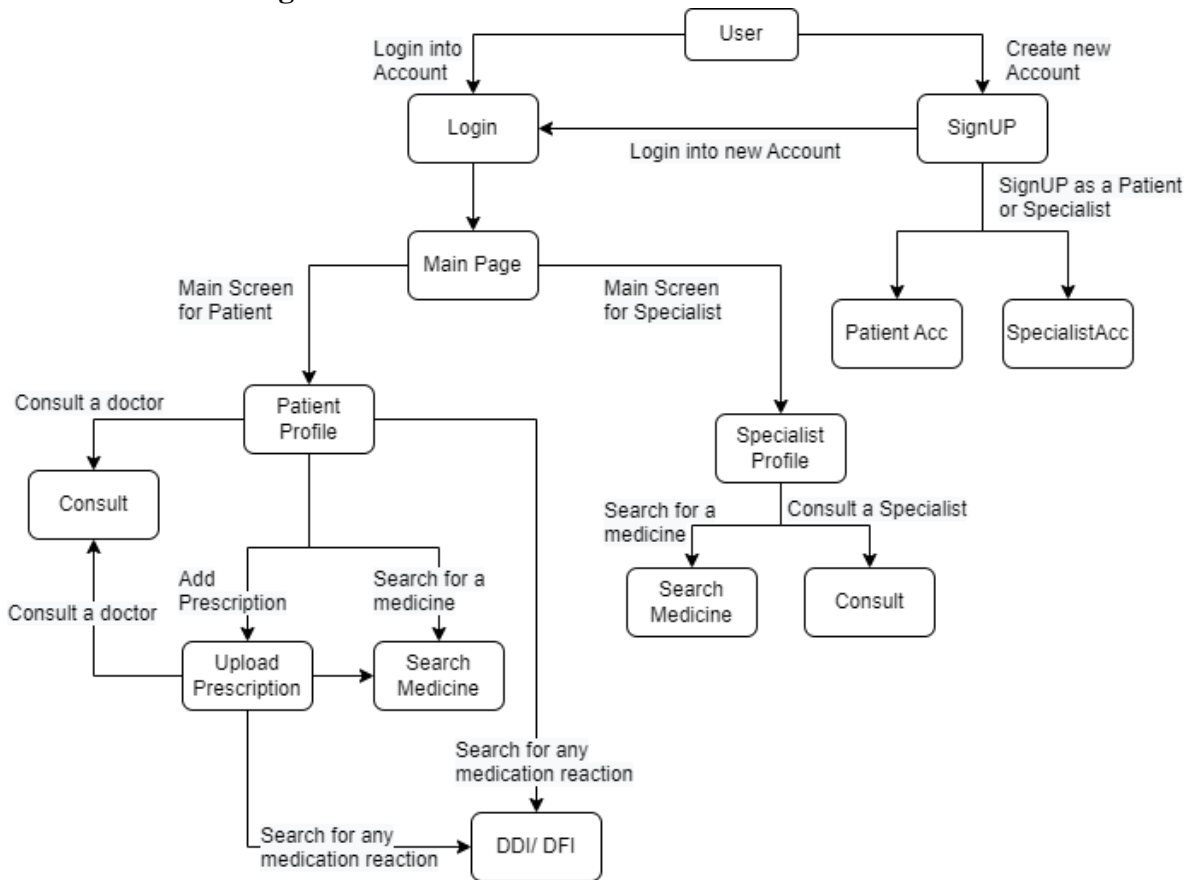 User
Login into
Account
Create new
Account
Login
SignUP
Login into new Account
SignUP as a Patient
or Specialist
Main Page
Main Screen
for Patient
Main Screen
for Specialist
Patient Acc
SpecialistAcc
Consult a doctor
Patient
Profile
Specialist
Profile
Consult
Search for a
medicine
Consult a Specialist
Add
Prescription
Search for a
medicine
Search
Medicine
Consult
Consult a doctor
Upload
Prescription
Search
Medicine
Search for any
medication reaction
Search for any
medication reaction
DDI/ DFI